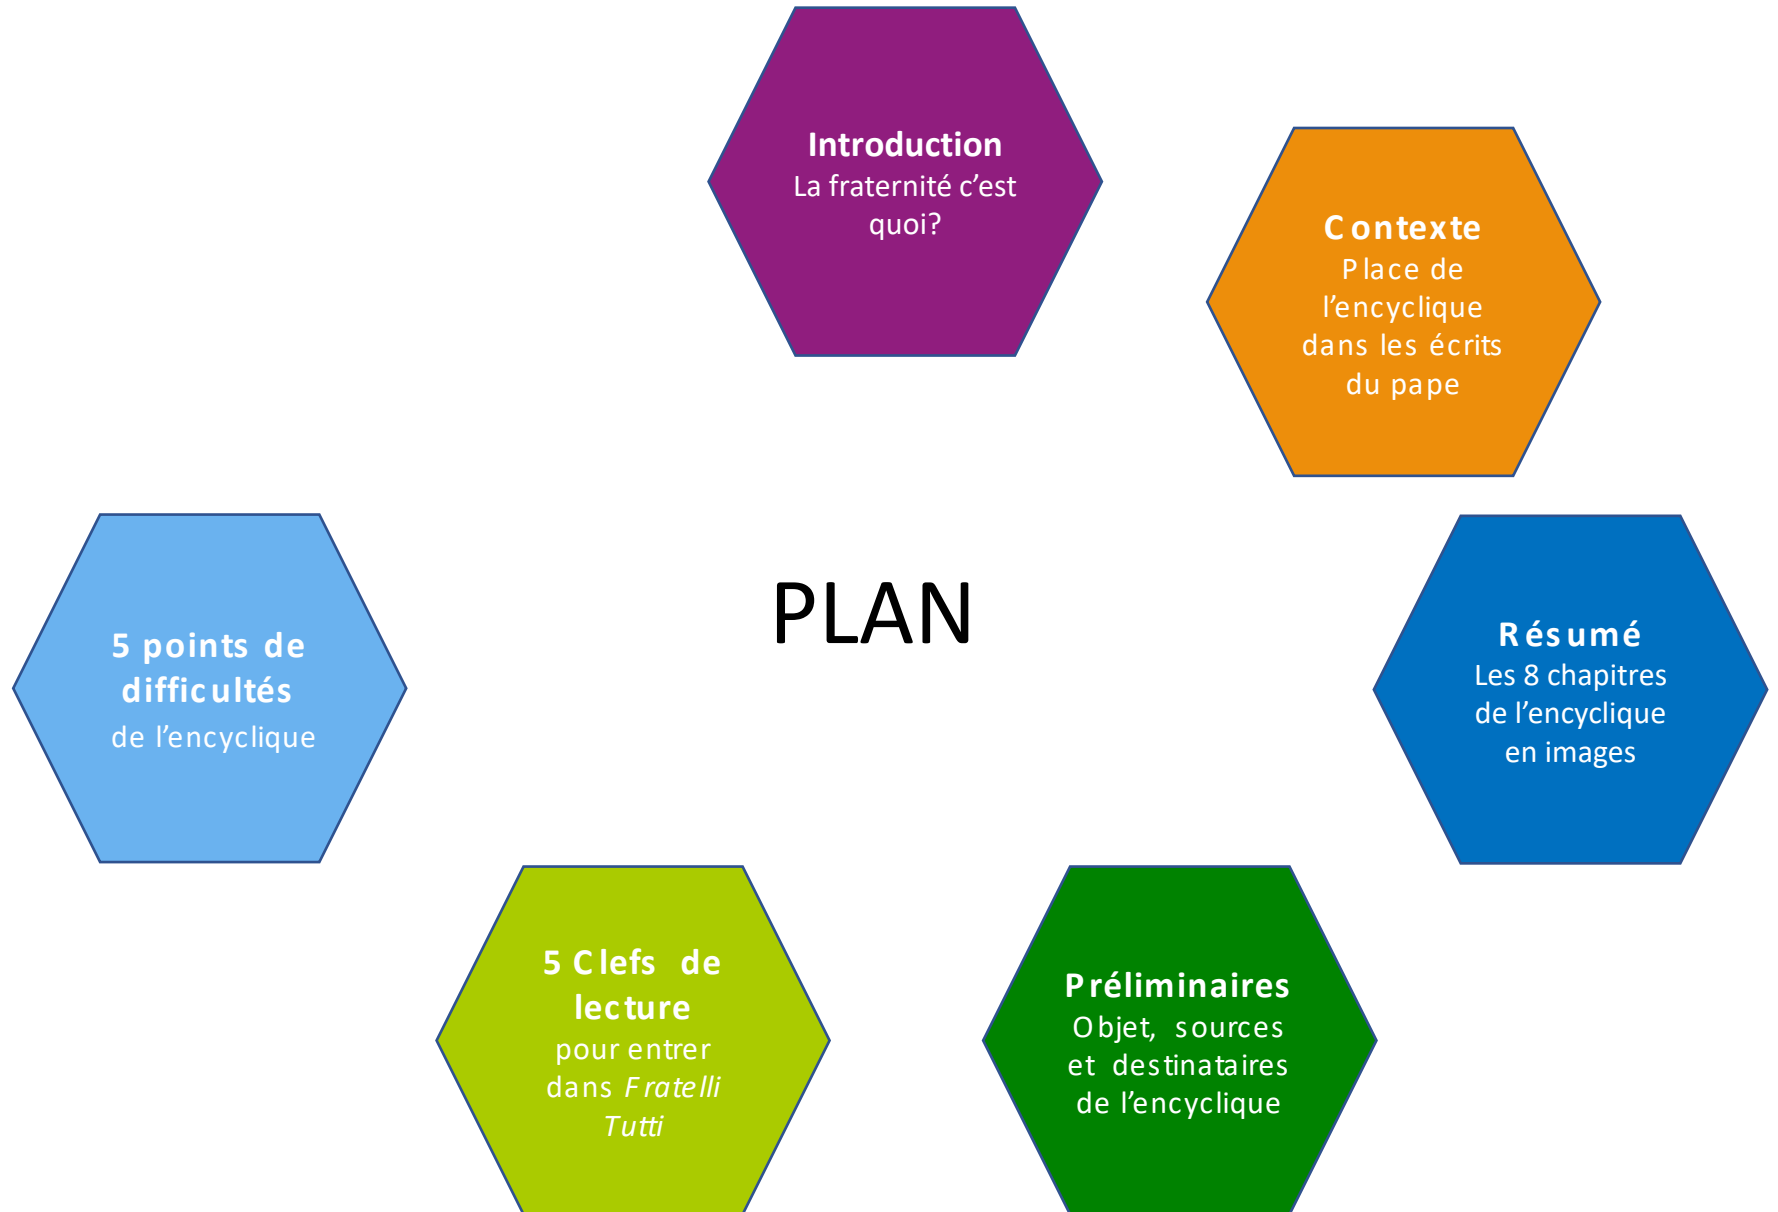 Introduction
La fraternité c’est
quoi?
Contexte
Place de
l’encyclique
dans les écrits
du pape
PLAN
Résumé
Les 8 chapitres
de l’encyclique
en images
Préliminaires
Objet, sources
et destinataires
de l’encyclique
5 Clefs de
lecture
pour entrer
dans Fratelli
Tutti
5 points de
difficultés
de l’encyclique